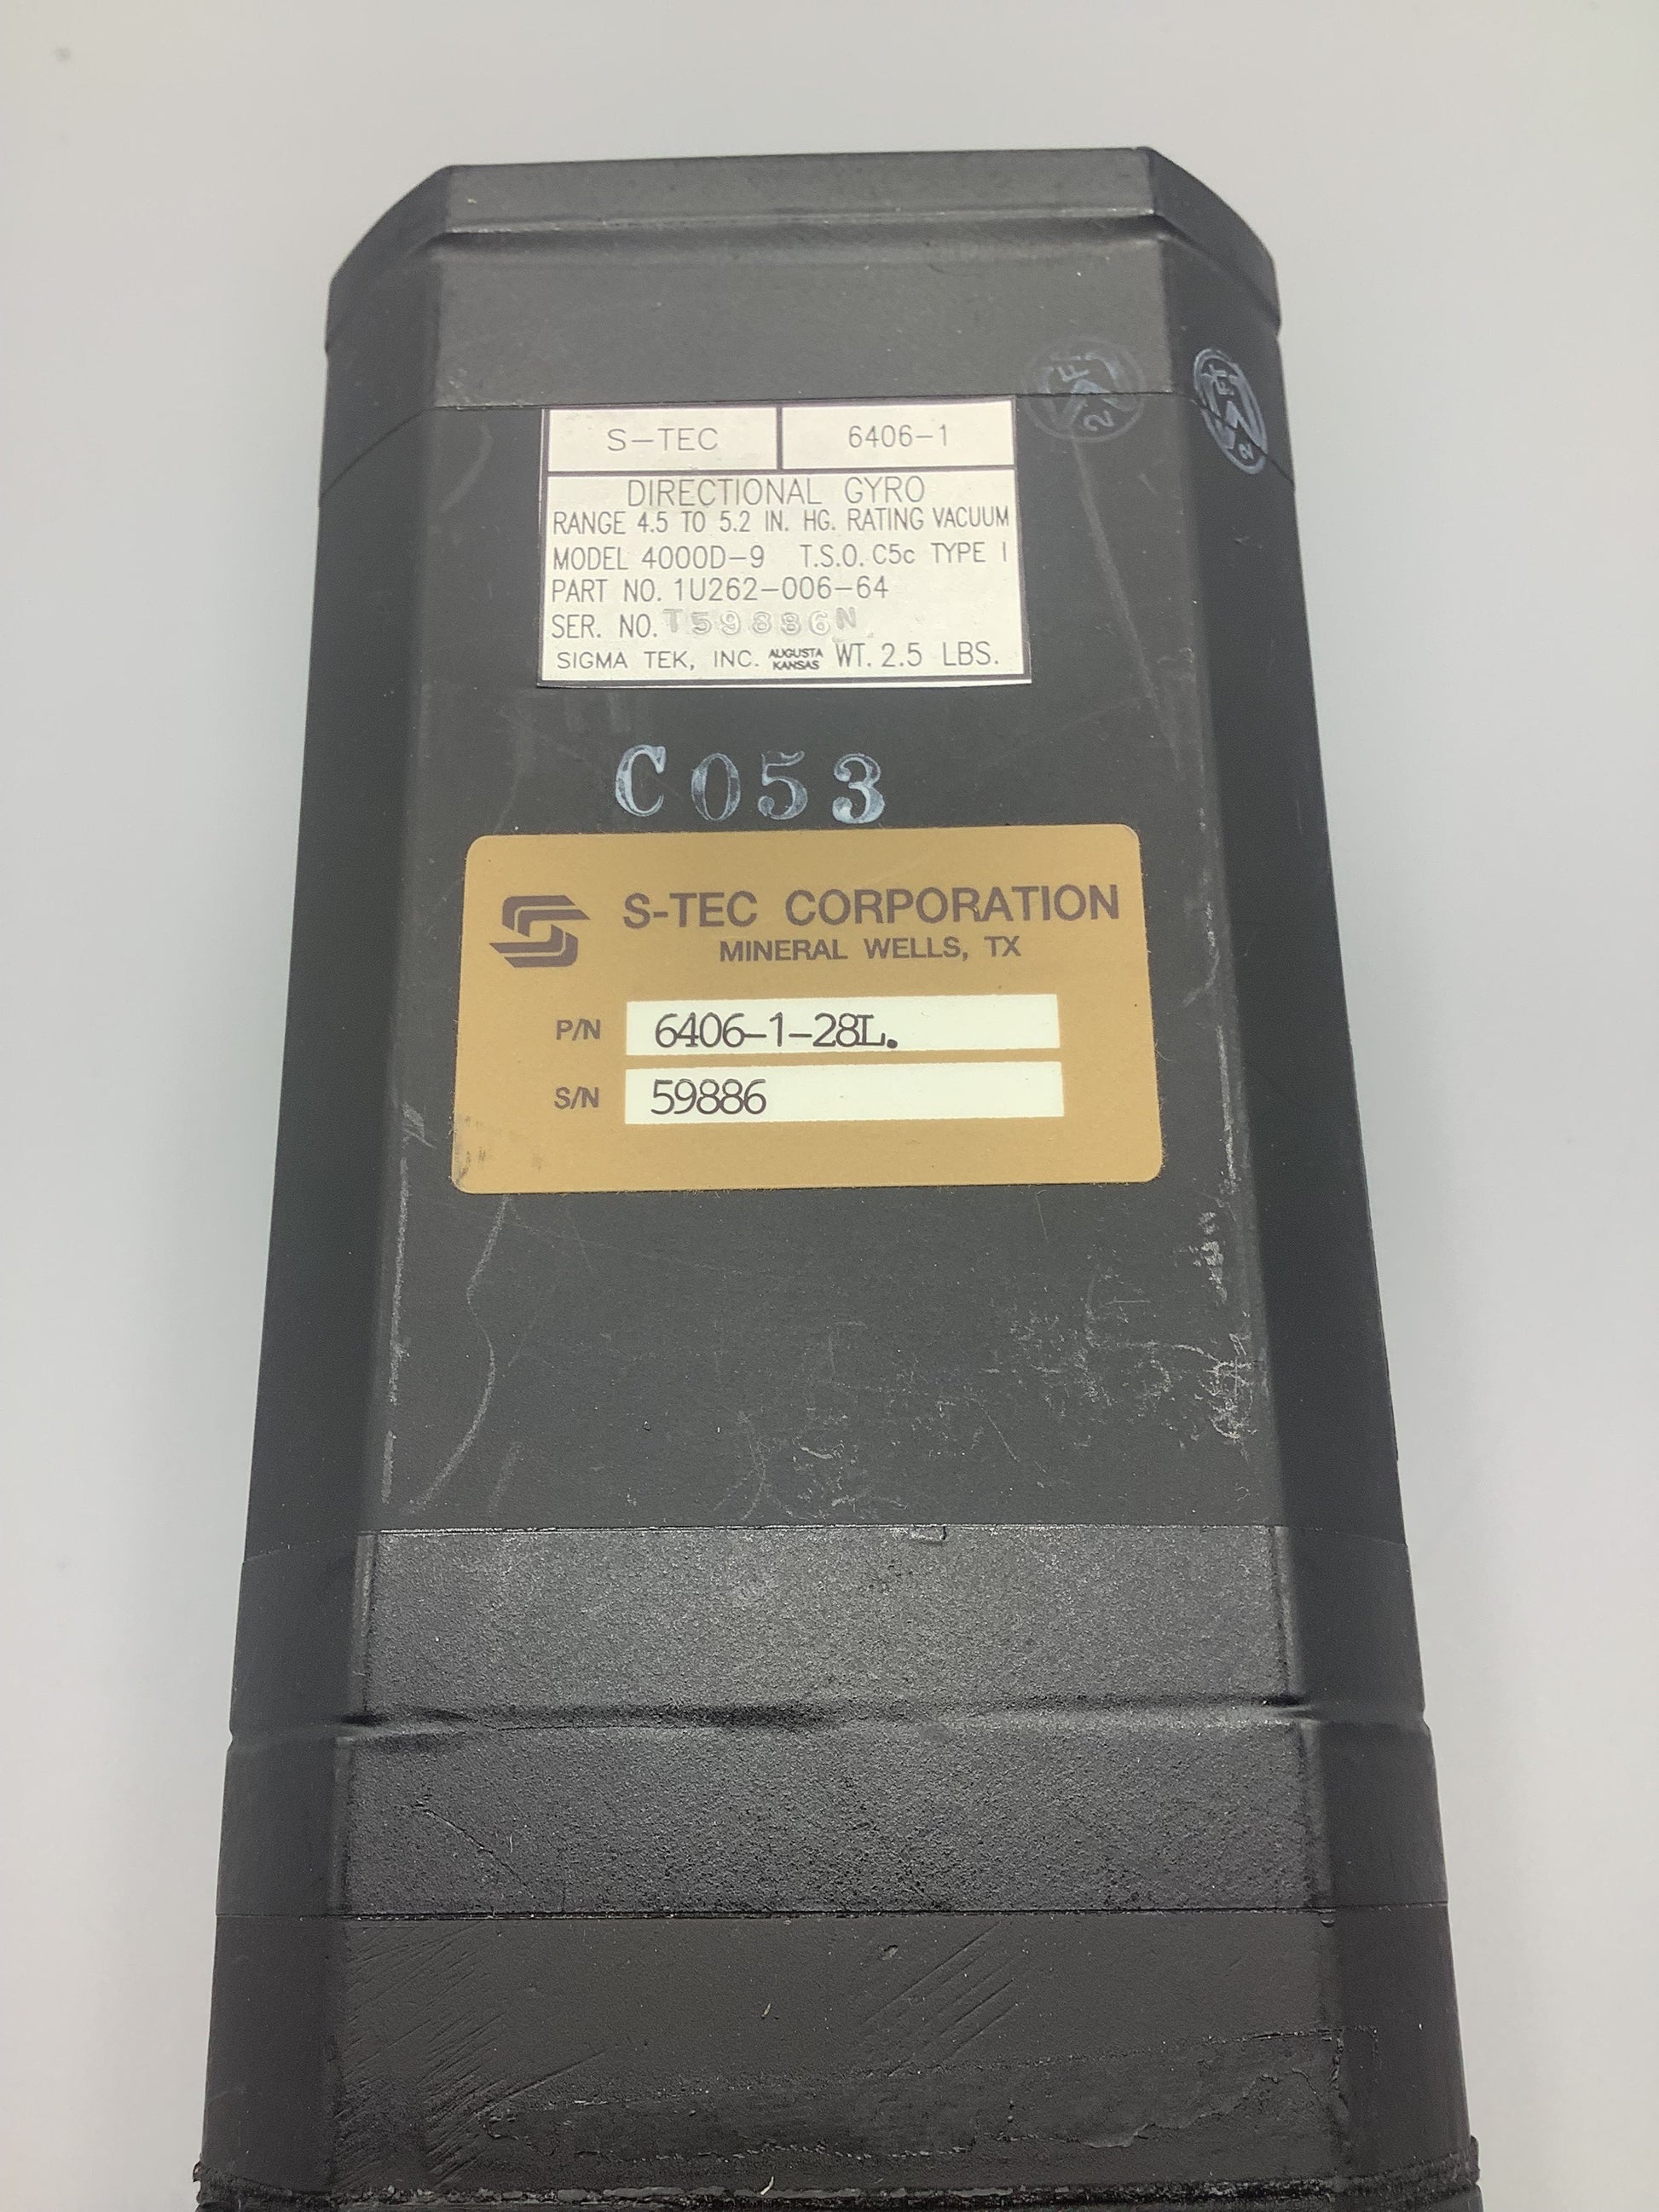 S-TEC 6406-1
DIRECTIONAL GYRO
RANGE 4.5 TO 5.2 IN. HG. RATING VACUUM
MODEL 4000D-9 T.S.O. C5c TYPE I
PART NO. 1U262-006-64
SER. NO. T59886N
SIGMA TEK, INC. AUGUSTA KANSAS WT. 2.5 LBS.
C053
S-TEC CORPORATION
MINERAL WELLS, TX
P/N 6406-1-28L.
S/N 59886